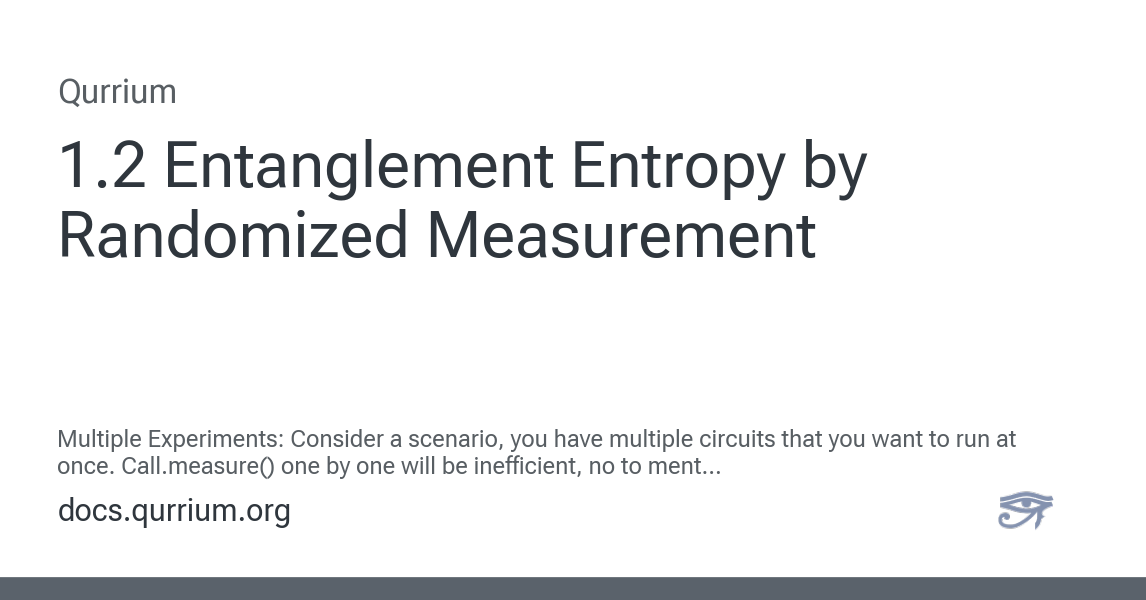 Qurrium
1.2 Entanglement Entropy by
Randomized Measurement
Multiple Experiments: Consider a scenario, you have multiple circuits that you want to run at
once. Call.measure() one by one will be inefficient, no to ment...
docs.qurrium.org